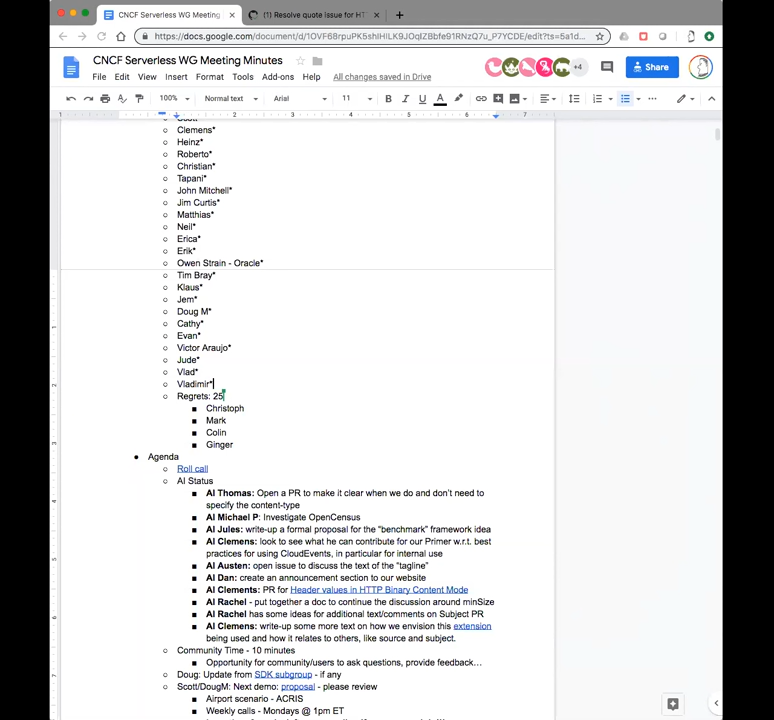 CNCF Serverless WG Meeting
(1) Resolve quote issue for HT
https://docs.google.com/document/d/1OVF68rpuPK5shIHILK9JOqIZBbfe91RNzQ7u_P7YCDE/edit?ts=5a1d...
CNCF Serverless WG Meeting Minutes
File Edit View Insert Format Tools Add-ons Help All changes saved in Drive
+4
Share
100% Normal text Arial 11 B I U A
1 2 3 4 5 6 7
Clemens*
Heinz*
Roberto*
Christian*
Tapani*
John Mitchell*
Jim Curtis*
Matthias*
Neil*
Erica*
Erik*
Owen Strain - Oracle*
Tim Bray*
Klaus*
Jem*
Doug M*
Cathy*
Evan*
Victor Araujo*
Jude*
Vlad*
Vladimir*
Regrets: 25
Christoph
Mark
Colin
Ginger
Agenda
Roll call
AI Status
AI Thomas: Open a PR to make it clear when we do and don't need to
specify the content-type
AI Michael P: Investigate OpenCensus
AI Jules: write-up a formal proposal for the "benchmark" framework idea
AI Clemens: look to see what he can contribute for our Primer w.r.t. best
practices for using CloudEvents, in particular for internal use
AI Austen: open issue to discuss the text of the "tagline"
AI Dan: create an announcement section to our website
AI Clements: PR for Header values in HTTP Binary Content Mode
AI Rachel - put together a doc to continue the discussion around minSize
AI Rachel has some ideas for additional text/comments on Subject PR
AI Clemens: write-up some more text on how we envision this extension
being used and how it relates to others, like source and subject.
Community Time - 10 minutes
Opportunity for community/users to ask questions, provide feedback...
Doug: Update from SDK subgroup - if any
Scott/DougM: Next demo: proposal - please review
Airport scenario - ACRIS
Weekly calls - Mondays @ 1pm ET